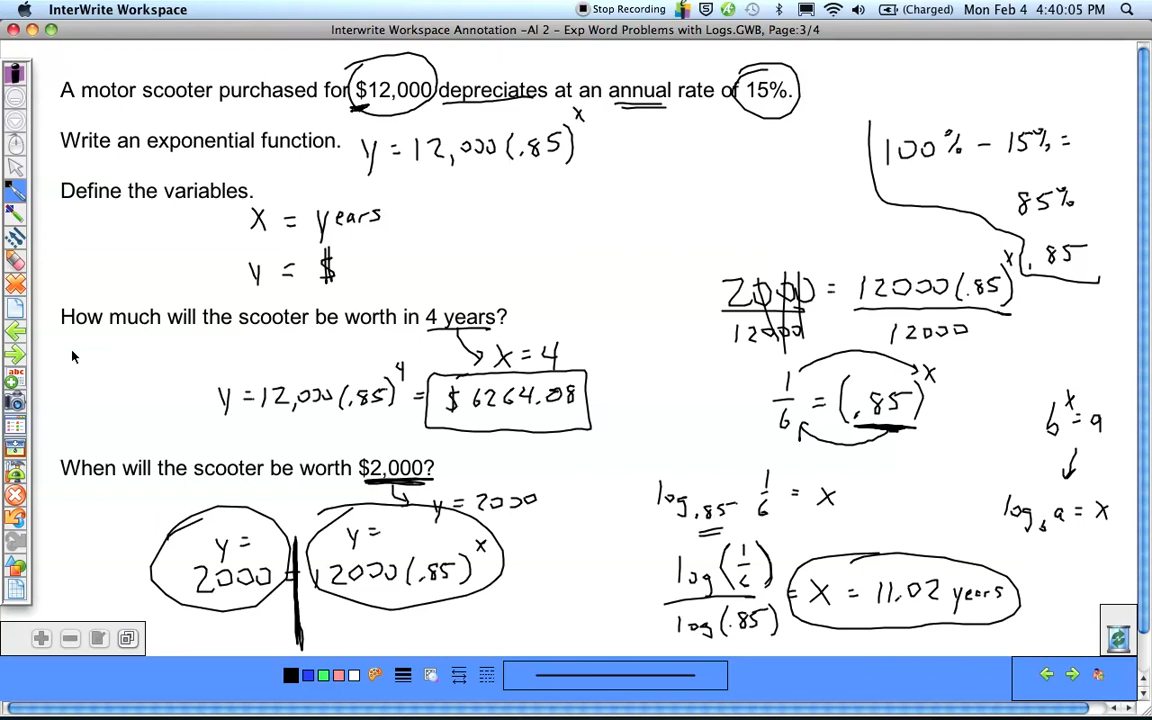 InterWrite Workspace
Stop Recording
(Charged) Mon Feb 4 4:40:05 PM
Interwrite Workspace Annotation -Al 2 - Exp Word Problems with Logs.GWB, Page:3/4
A motor scooter purchased for $12,000 depreciates at an annual rate of 15%.
Write an exponential function. y = 12,000(.85)^x
100% - 15% =
85%
.85
Define the variables.
x = years
y = $
2000 = 12000(.85)^x
12000 12000
How much will the scooter be worth in 4 years?
x = 4
y = 12,000(.85)^4 = $ 6264.08
1/6 = (.85)^x
b^x = a
log_b a = x
When will the scooter be worth $2,000?
y = 2000
y = y =
2000 = 12000(.85)^x
log_.85 1/6 = x
log(1/6) = x = 11.02 years
log(.85)